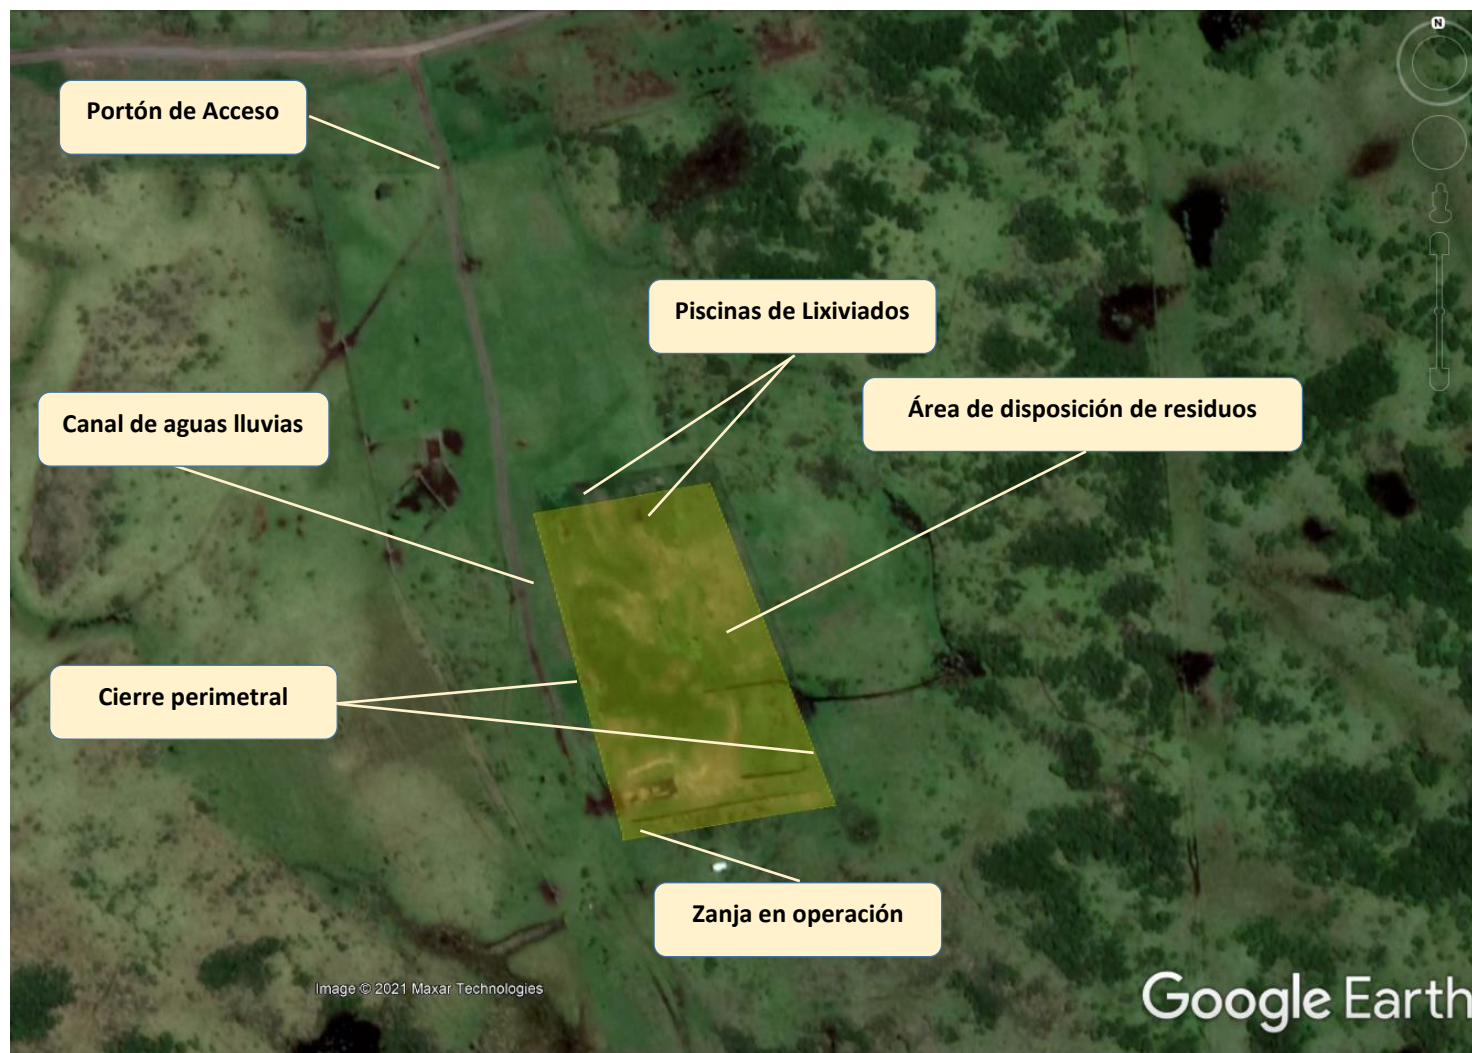 N
Portón de Acceso
Piscinas de Lixiviados
Área de disposición de residuos
Canal de aguas lluvias
Cierre perimetral
Zanja en operación
Image © 2021 Maxar Technologies
Google Earth